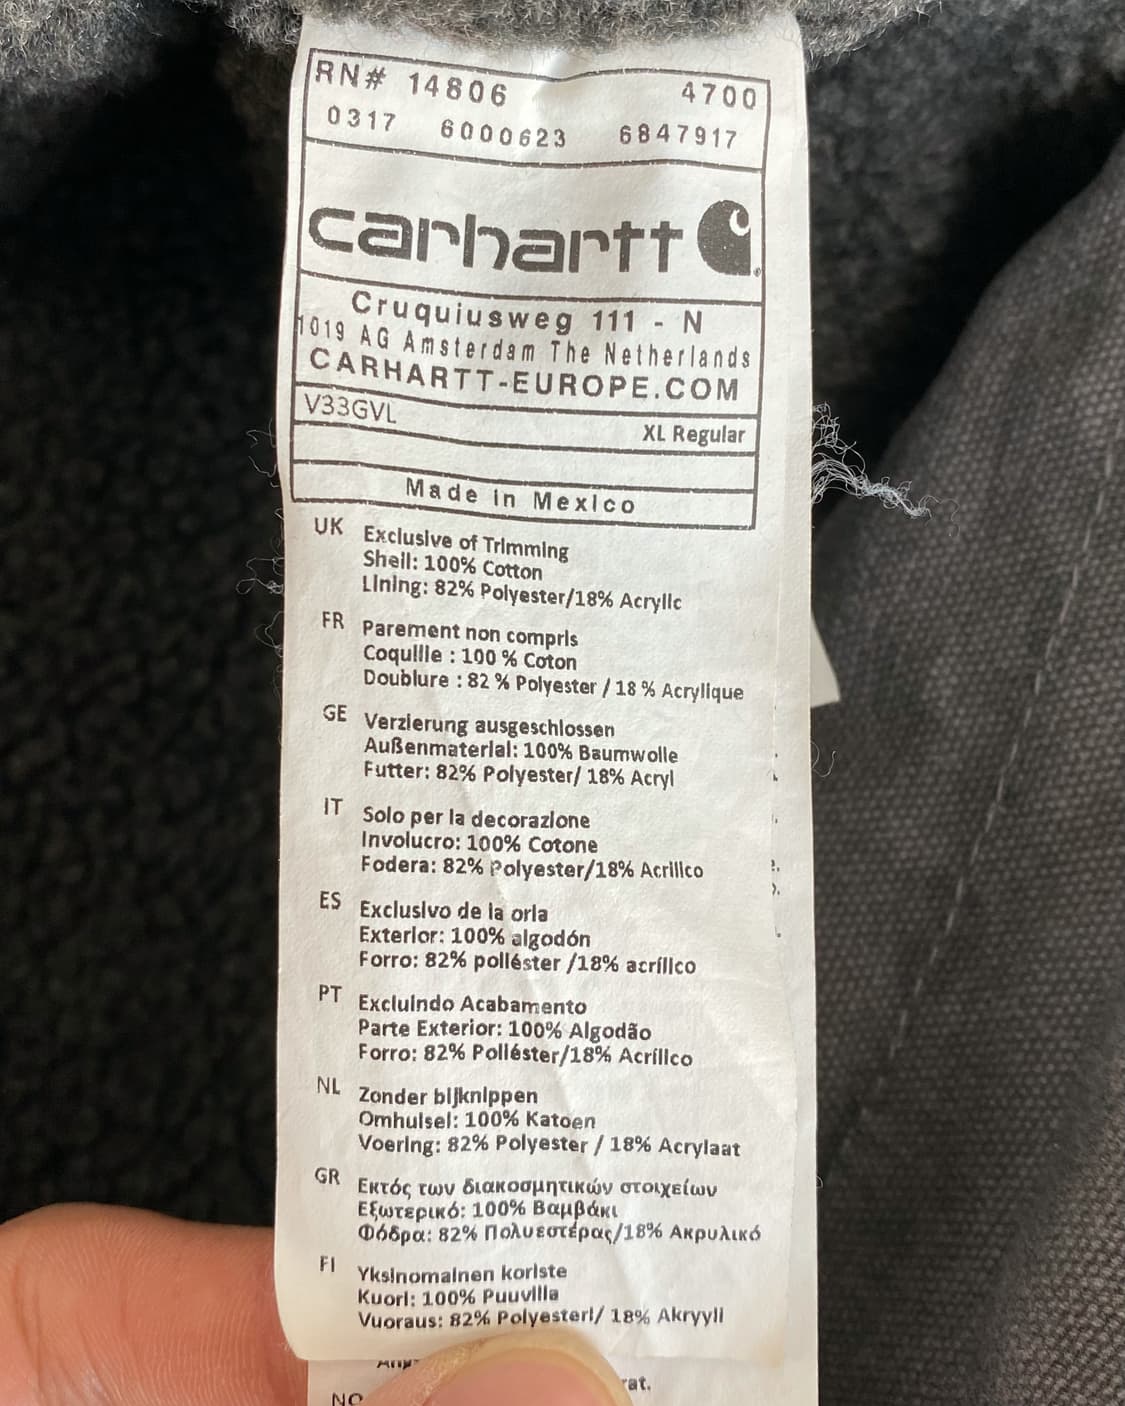 RN# 14806 4700
0317 6000623 6847917
carhartt
Cruquiusweg 111 - N
1019 AG Amsterdam The Netherlands
CARHARTT-EUROPE.COM
V33GVL
XL Regular
Made in Mexico
UK Exclusive of Trimming
Shell: 100% Cotton
Lining: 82% Polyester/18% Acrylic
FR Parement non compris
Coquille : 100 % Coton
Doublure : 82 % Polyester / 18 % Acrylique
GE Verzierung ausgeschlossen
Außenmaterial: 100% Baumwolle
Futter: 82% Polyester/ 18% Acryl
IT Solo per la decorazione
Involucro: 100% Cotone
Fodera: 82% Polyester/18% Acrilico
ES Exclusivo de la orla
Exterior: 100% algodón
Forro: 82% poliéster /18% acrílico
PT Excluindo Acabamento
Parte Exterior: 100% Algodão
Forro: 82% Poliéster/18% Acrílico
NL Zonder bijknippen
Omhulsel: 100% Katoen
Voering: 82% Polyester / 18% Acrylaat
GR Εκτός των διακοσμητικών στοιχείων
Εξωτερικό: 100% Βαμβάκι
Φόδρα: 82% Πολυεστέρας/18% Ακρυλικό
FI Yksinomainen koriste
Kuori: 100% Puuvilla
Vuoraus: 82% Polyesteri/ 18% Akryyli
NO